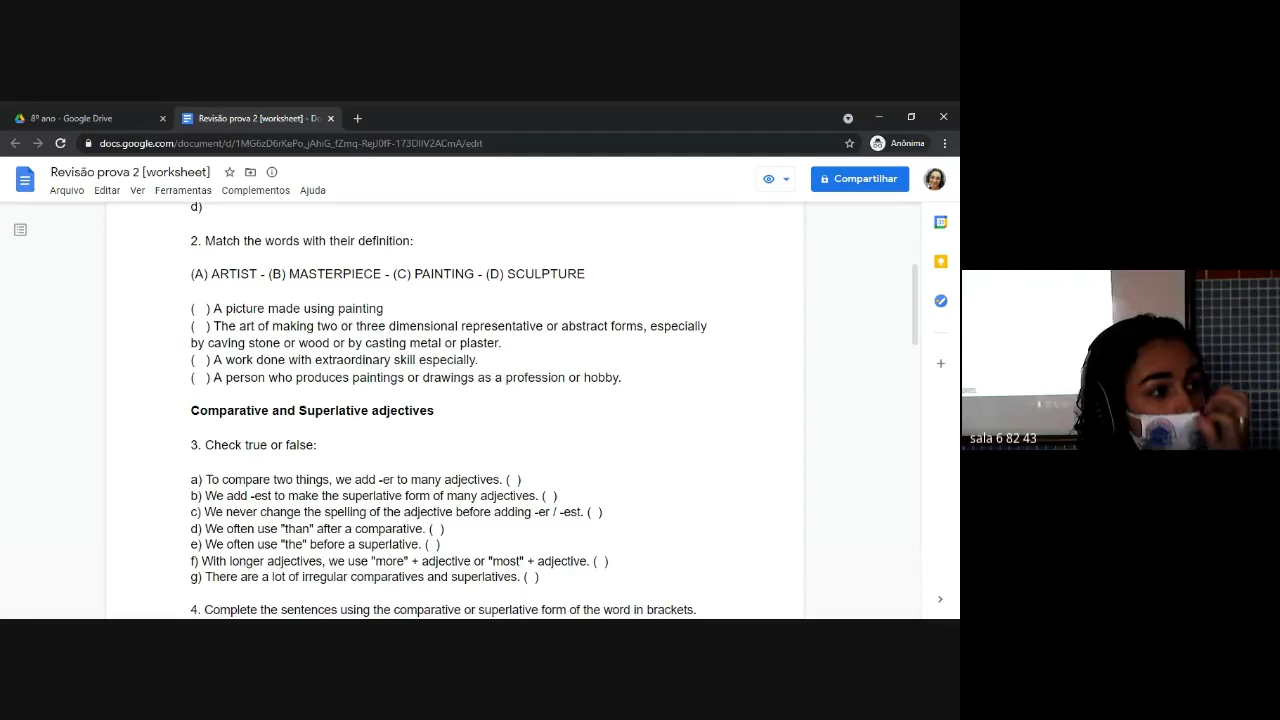 8º ano - Google Drive
Revisão prova 2 [worksheet] - Do
docs.google.com/document/d/
Anônima
Revisão prova 2 [worksheet]
Arquivo Editar Ver Ferramentas Complementos Ajuda
Compartilhar
d)
2. Match the words with their definition:
(A) ARTIST - (B) MASTERPIECE - (C) PAINTING - (D) SCULPTURE
( ) A picture made using painting
( ) The art of making two or three dimensional representative or abstract forms, especially
by caving stone or wood or by casting metal or plaster.
( ) A work done with extraordinary skill especially.
( ) A person who produces paintings or drawings as a profession or hobby.
Comparative and Superlative adjectives
3. Check true or false:
a) To compare two things, we add -er to many adjectives. ( )
b) We add -est to make the superlative form of many adjectives. ( )
c) We never change the spelling of the adjective before adding -er / -est. ( )
d) We often use "than" after a comparative. ( )
e) We often use "the" before a superlative. ( )
f) With longer adjectives, we use "more" + adjective or "most" + adjective. ( )
g) There are a lot of irregular comparatives and superlatives. ( )
4. Complete the sentences using the comparative or superlative form of the word in brackets.
sala 6 82 43